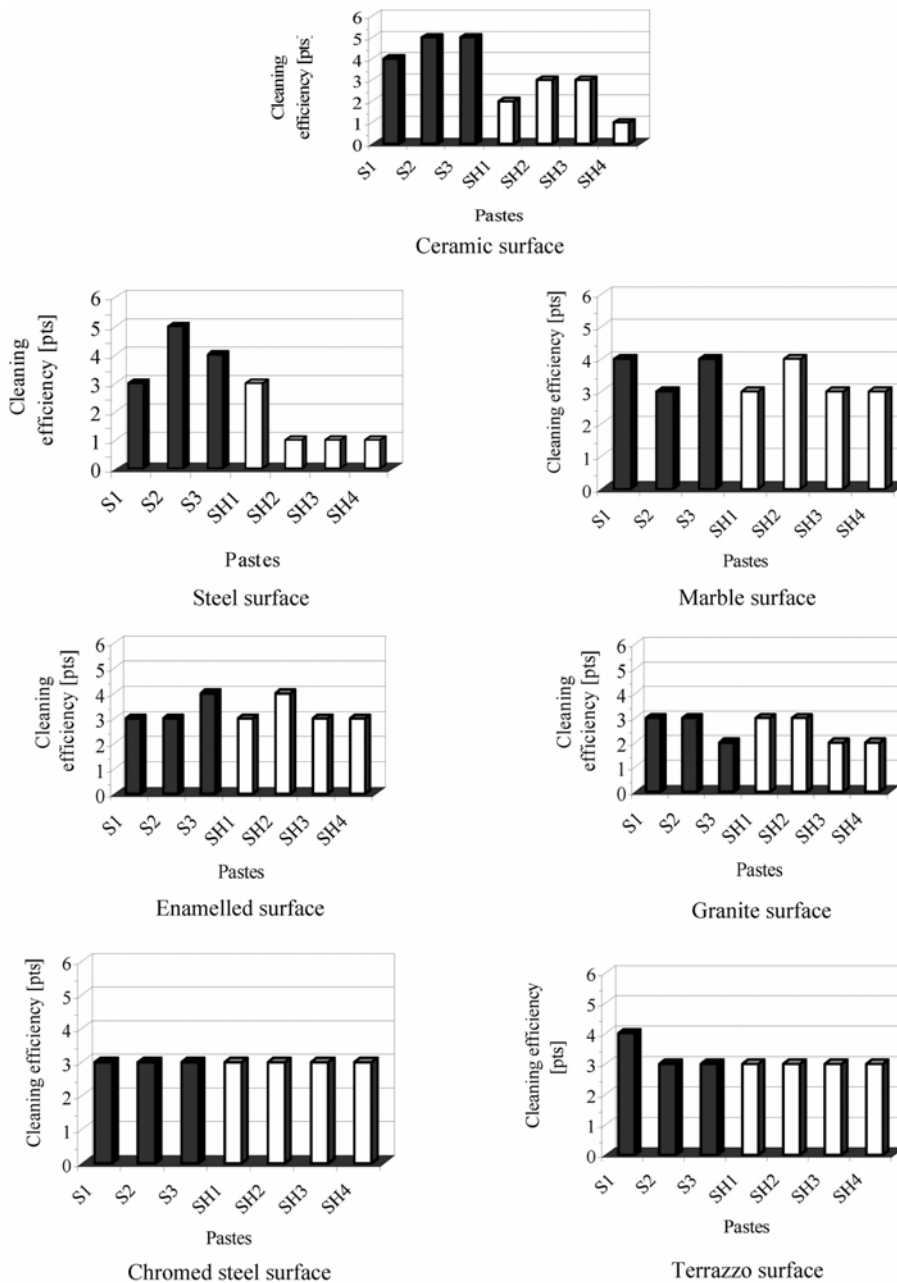 Cleaning
efficiency [pts]
6
5
4
3
2
1
0
S1 S2 S3 SH1 SH2 SH3 SH4
Pastes
Ceramic surface
Cleaning
efficiency [pts]
6
5
4
3
2
1
0
S1 S2 S3 SH1 SH2 SH3 SH4
Pastes
Steel surface
Cleaning efficiency [pts]
6
5
4
3
2
1
0
S1 S2 S3 SH1 SH2 SH3 SH4
Pastes
Marble surface
Cleaning
efficiency [pts]
6
5
4
3
2
1
0
S1 S2 S3 SH1 SH2 SH3 SH4
Pastes
Enamelled surface
Cleaning
efficiency [pts]
6
5
4
3
2
1
0
S1 S2 S3 SH1 SH2 SH3 SH4
Pastes
Granite surface
Cleaning efficiency [pts]
6
5
4
3
2
1
0
S1 S2 S3 SH1 SH2 SH3 SH4
Pastes
Chromed steel surface
Cleaning efficiency
[pts]
6
5
4
3
2
1
0
S1 S2 S3 SH1 SH2 SH3 SH4
Pastes
Terrazzo surface